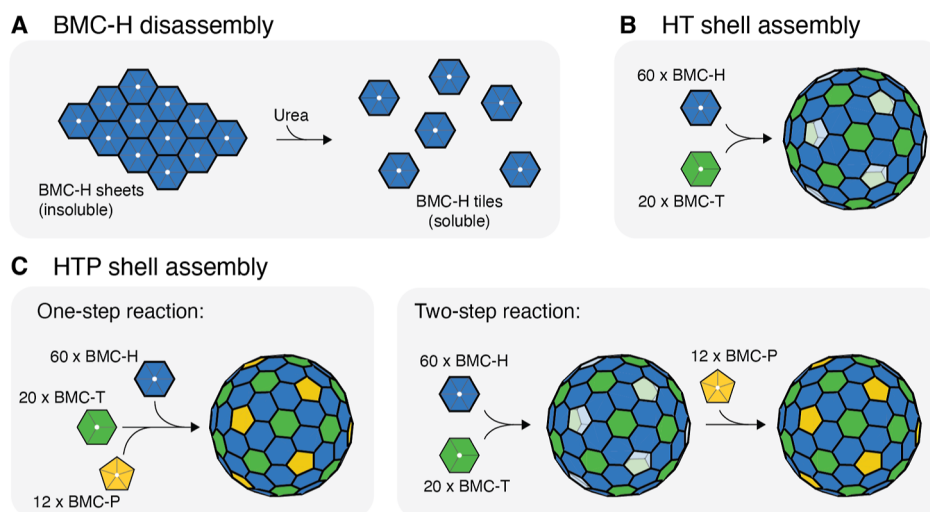 A BMC-H disassembly
Urea
BMC-H sheets
(insoluble)
BMC-H tiles
(soluble)
B HT shell assembly
60 x BMC-H
20 x BMC-T
C HTP shell assembly
One-step reaction:
60 x BMC-H
20 x BMC-T
12 x BMC-P
Two-step reaction:
60 x BMC-H
20 x BMC-T
12 x BMC-P